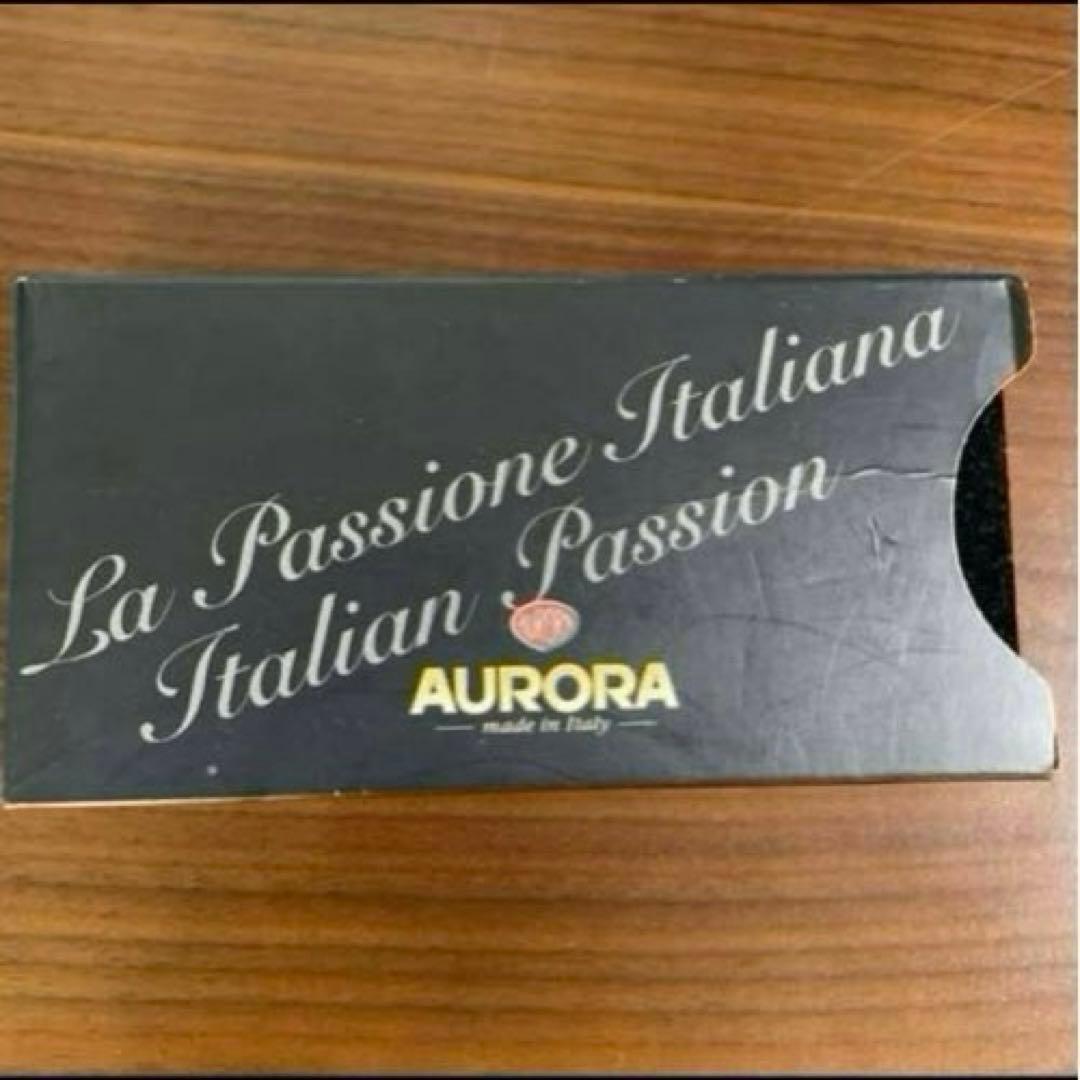 La Passione Italiana
Italian Passion
AURORA
made in Italy